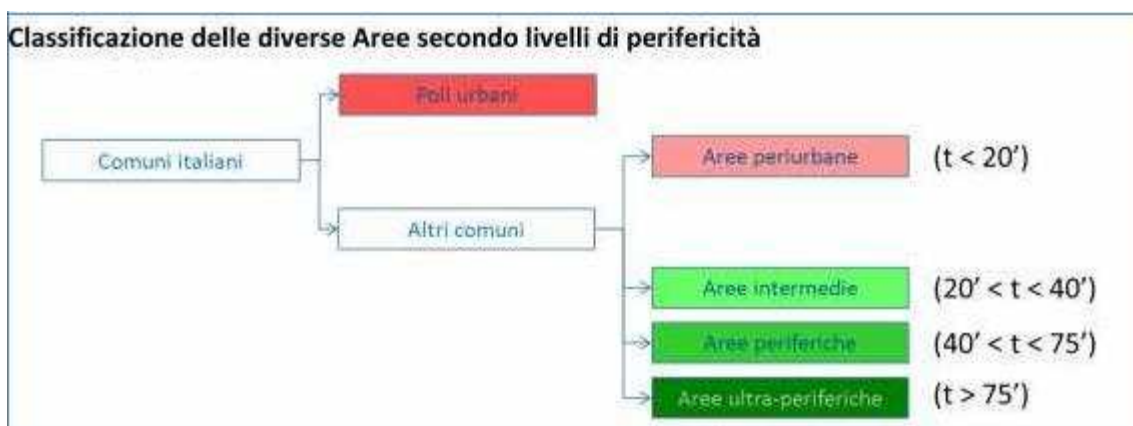 Classificazione delle diverse Aree secondo livelli di perifericità
Poli urbani
Comuni italiani
Aree periurbane (t < 20’)
Altri comuni
Aree intermedie (20’ < t < 40’)
Aree periferiche (40’ < t < 75’)
Aree ultra-periferiche (t > 75’)